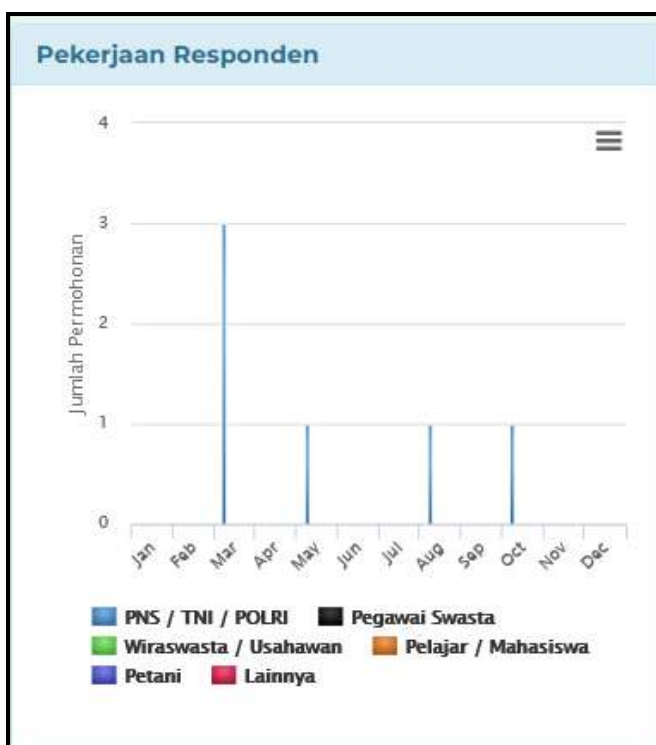 Pekerjaan Responden
4
3
2
1
0
Jumlah Permohonan
Jan Feb Mar Apr May Jun Jul Aug Sep Oct Nov Dec
PNS / TNI / POLRI Pegawai Swasta
Wiraswasta / Usahawan Pelajar / Mahasiswa
Petani Lainnya